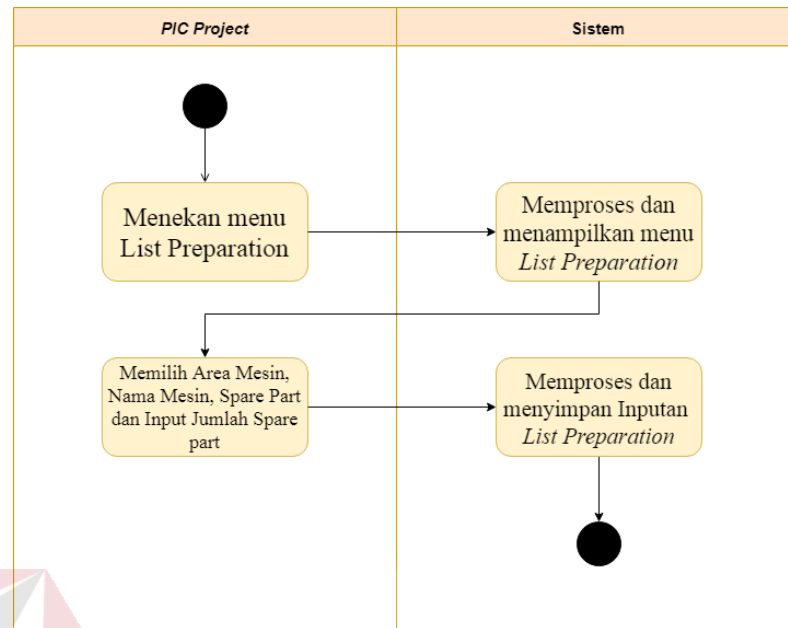 PIC Project
Sistem
Menekan menu
List Preparation
Memproses dan
menampilkan menu
List Preparation
Memilih Area Mesin,
Nama Mesin, Spare Part
dan Input Jumlah Spare
part
Memproses dan
menyimpan Inputan
List Preparation